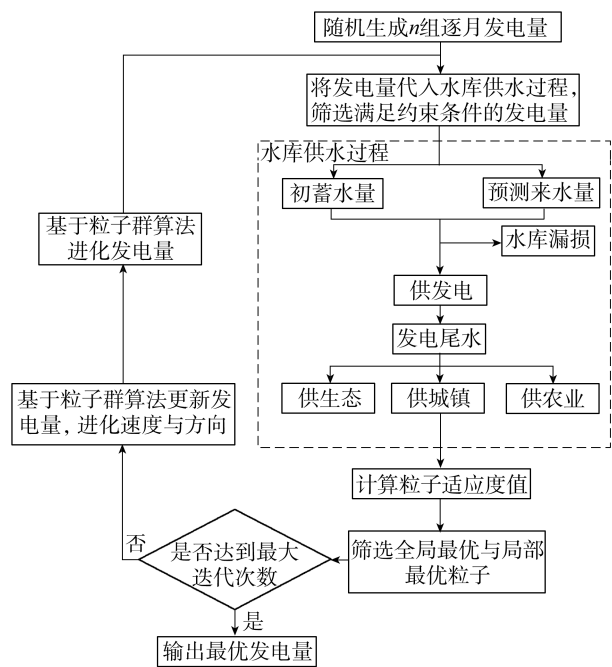 随机生成n组逐月发电量
将发电量代入水库供水过程,
筛选满足约束条件的发电量
水库供水过程
初蓄水量
预测来水量
水库漏损
供发电
发电尾水
供生态
供城镇
供农业
计算粒子适应度值
筛选全局最优与局部
最优粒子
是否达到最大
迭代次数
否
是
输出最优发电量
基于粒子群算法更新发
电量,进化速度与方向
基于粒子群算法
进化发电量